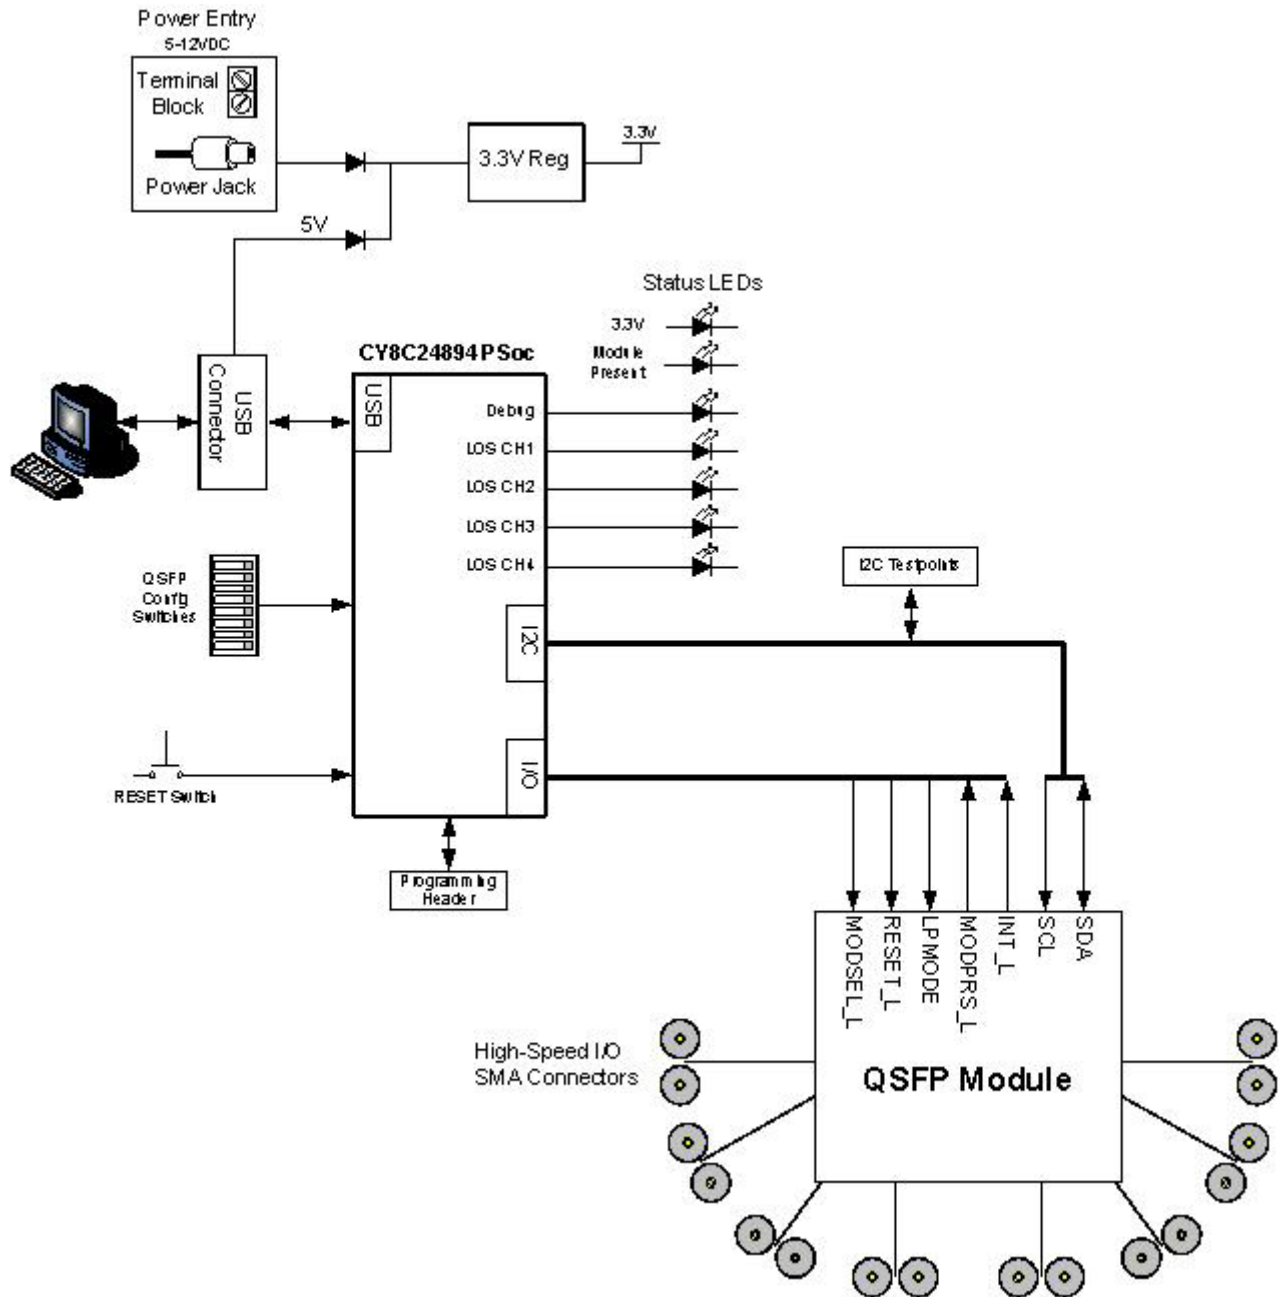 Power Entry
5-12VDC
Terminal
Block
Power Jack
3.3V Reg
3.3V
5V
Status LEDs
3.3V
Module
Present
CY8C24894 PSoc
USB
Connector
USB
Debug
LOS CH1
LOS CH2
LOS CH3
LOS CH4
QSFP
Config
Switches
I2C Testpoints
I2C
I/O
RESET Switch
Programming
Header
MODSEL_L
RESET_L
LPMODE
MODPRS_L
INT_L
SCL
SDA
High-Speed I/O
SMA Connectors
QSFP Module